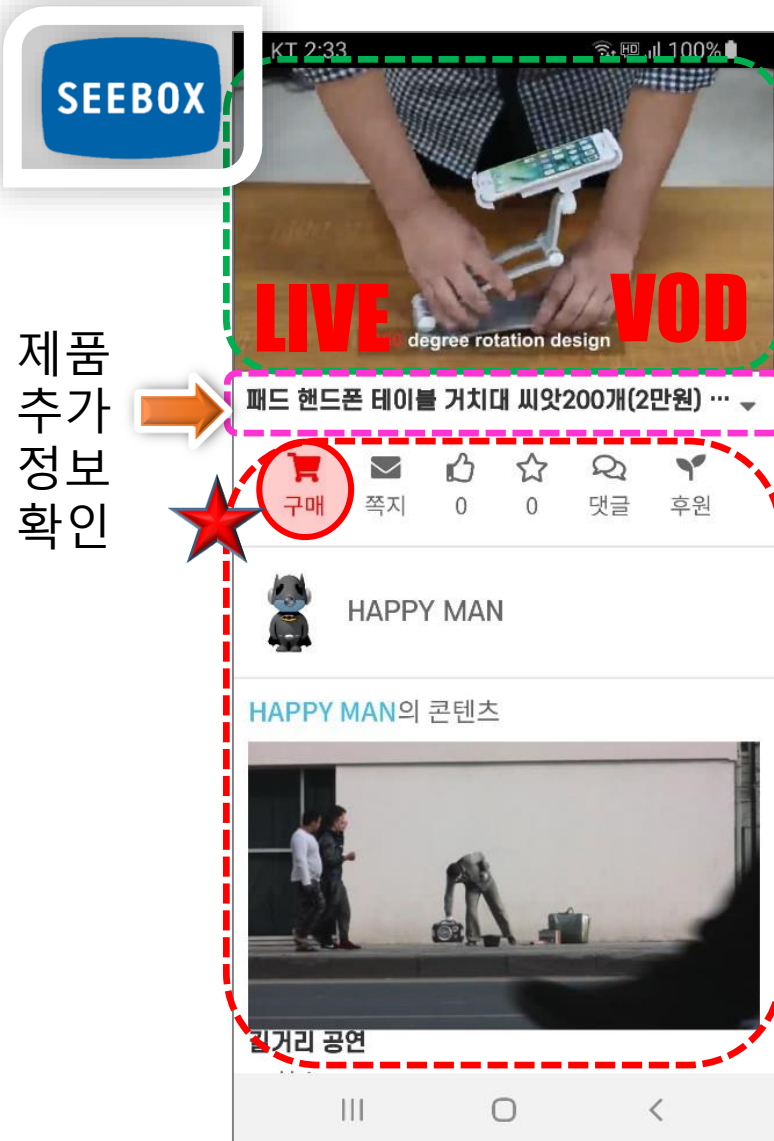 SEEBOX
KT 2:33
HD
100%
LIVE
VOD
degree rotation design
제품
추가
정보
확인
패드 핸드폰 테이블 거치대 씨앗200개(2만원) ···
구매
쪽지
0
0
댓글
후원
HAPPY MAN
HAPPY MAN의 콘텐츠
길거리 공연